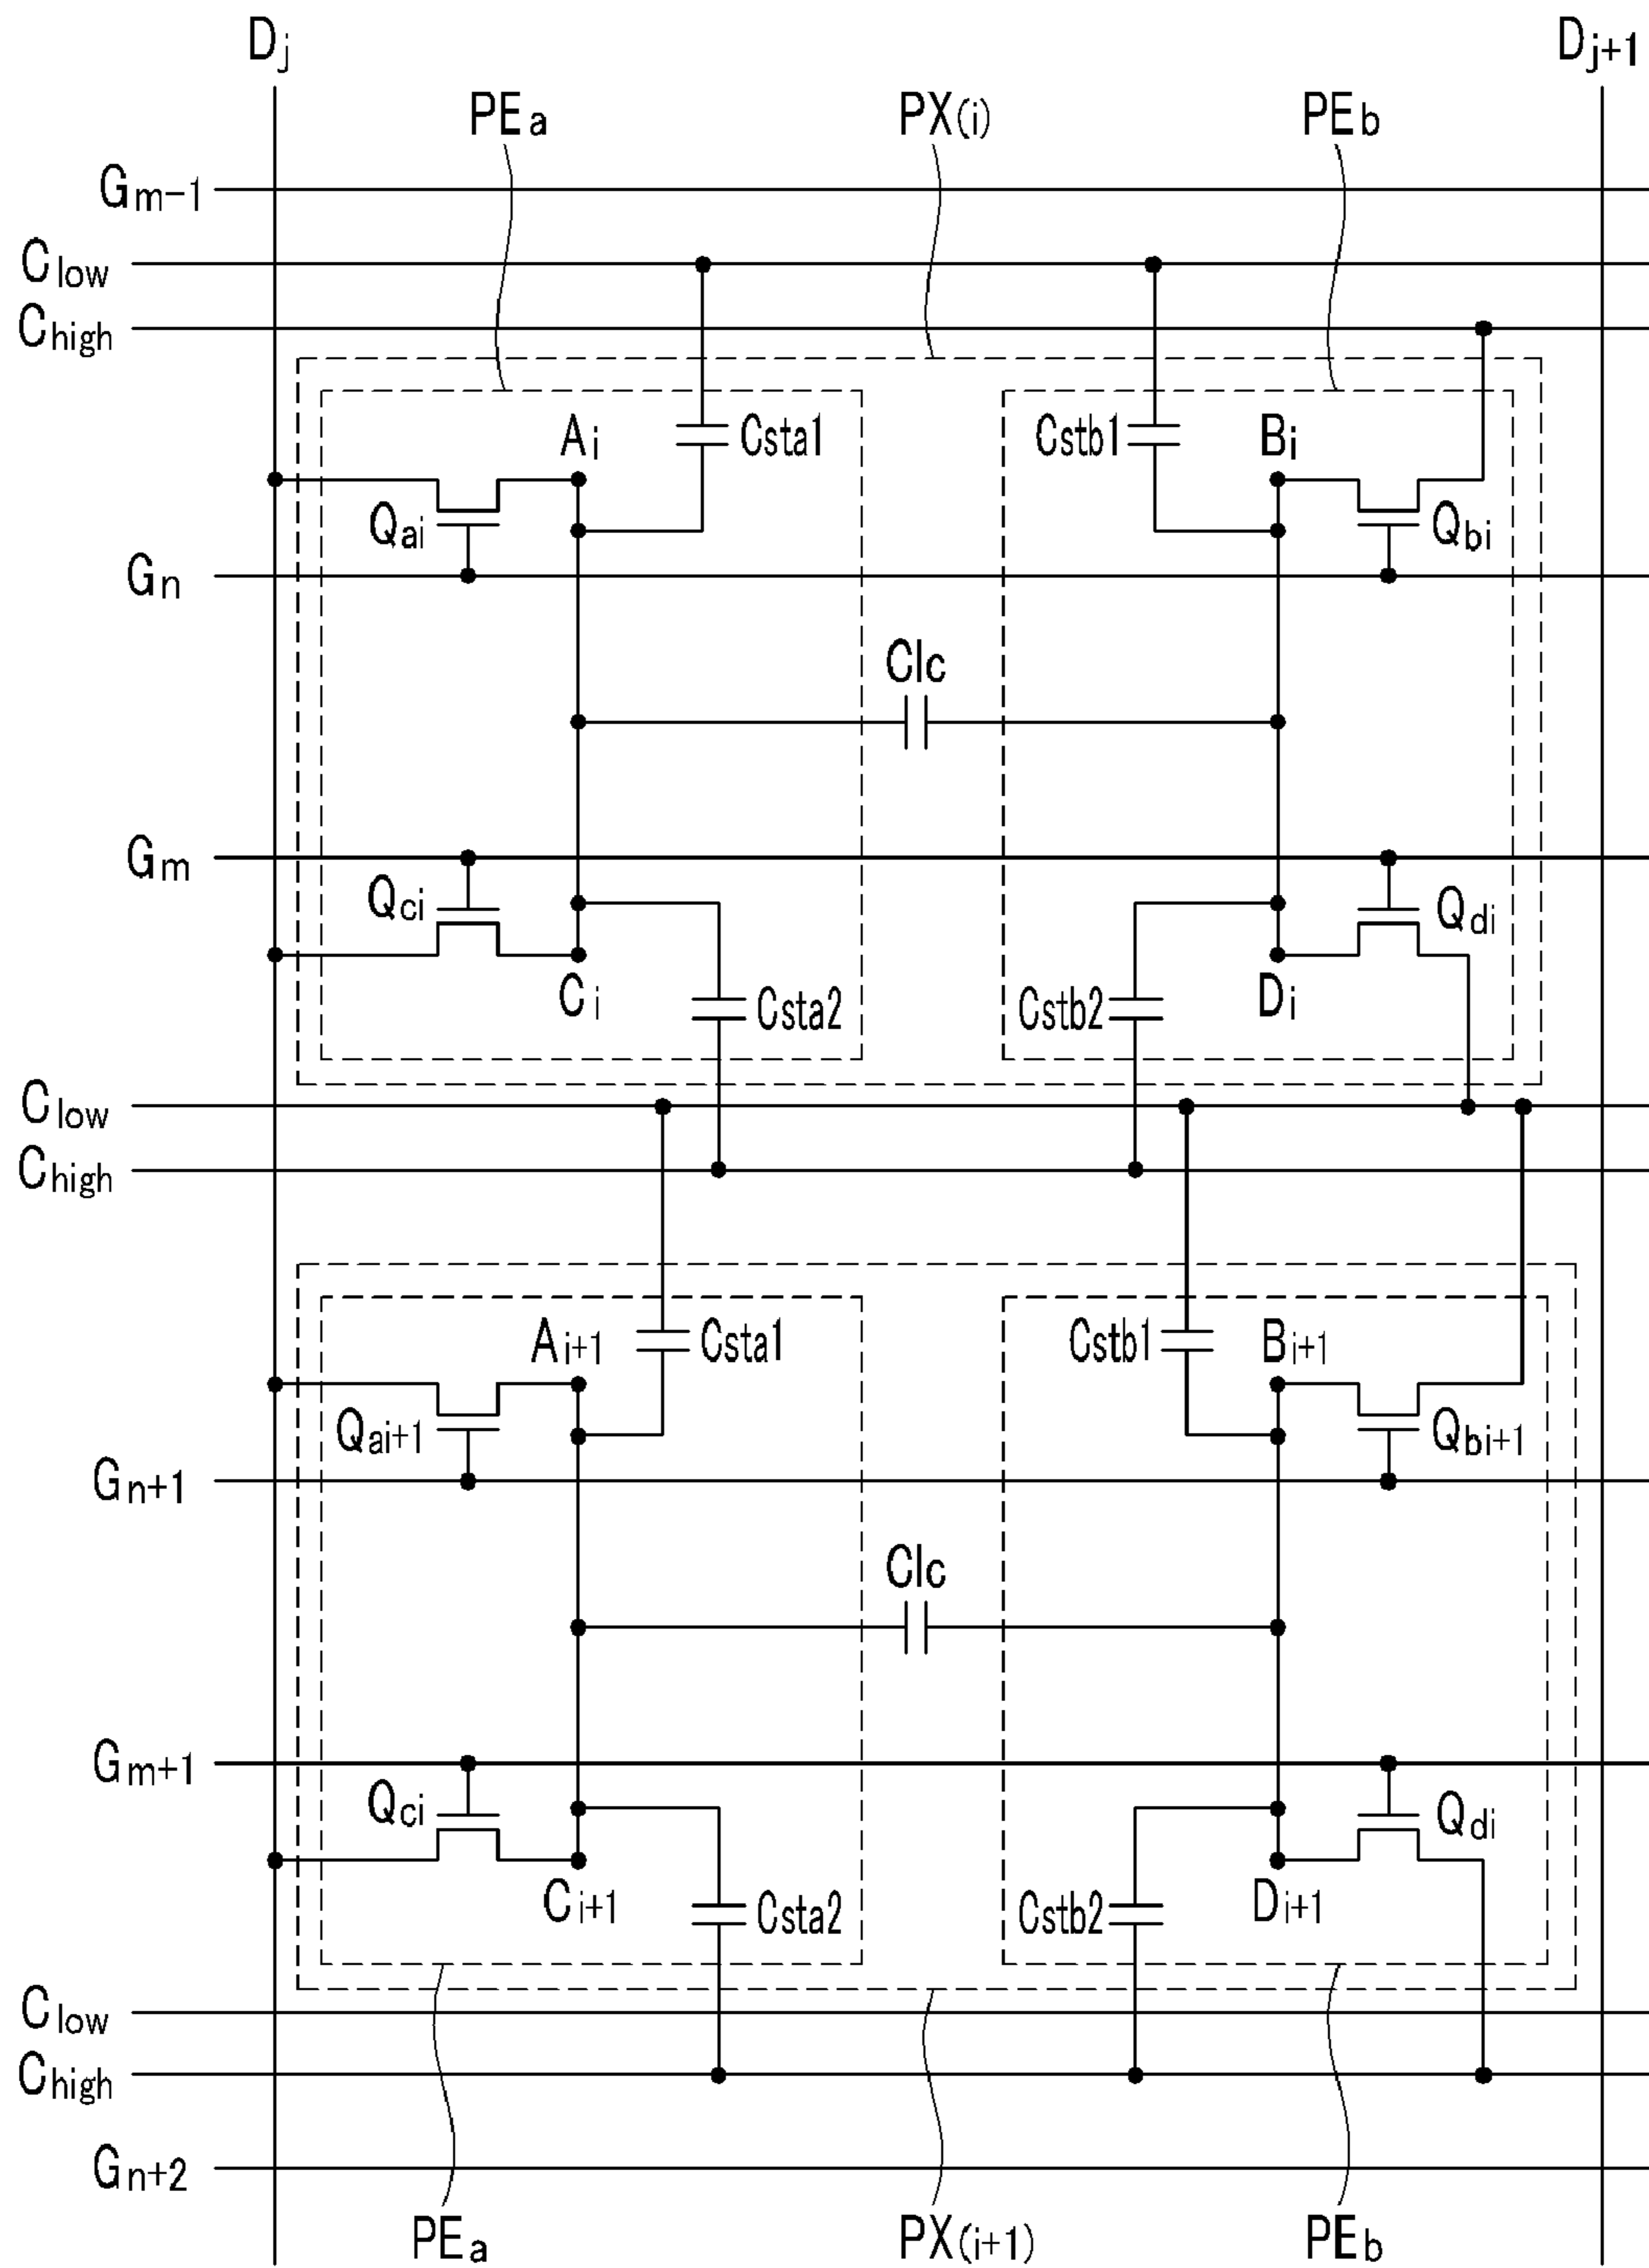 Dj Dj+1
PEa PX(i) PEb
Gm-1
Clow
Chigh
Ai Csta1 Cstb1 Bi
Qai Qbi
Gn
Clc
Gm
Qci Qdi
Ci Csta2 Cstb2 Di
Clow
Chigh
Ai+1 Csta1 Cstb1 Bi+1
Qai+1 Qbi+1
Gn+1
Clc
Gm+1
Qci Qdi
Ci+1 Csta2 Cstb2 Di+1
Clow
Chigh
Gn+2
PEa PX(i+1) PEb